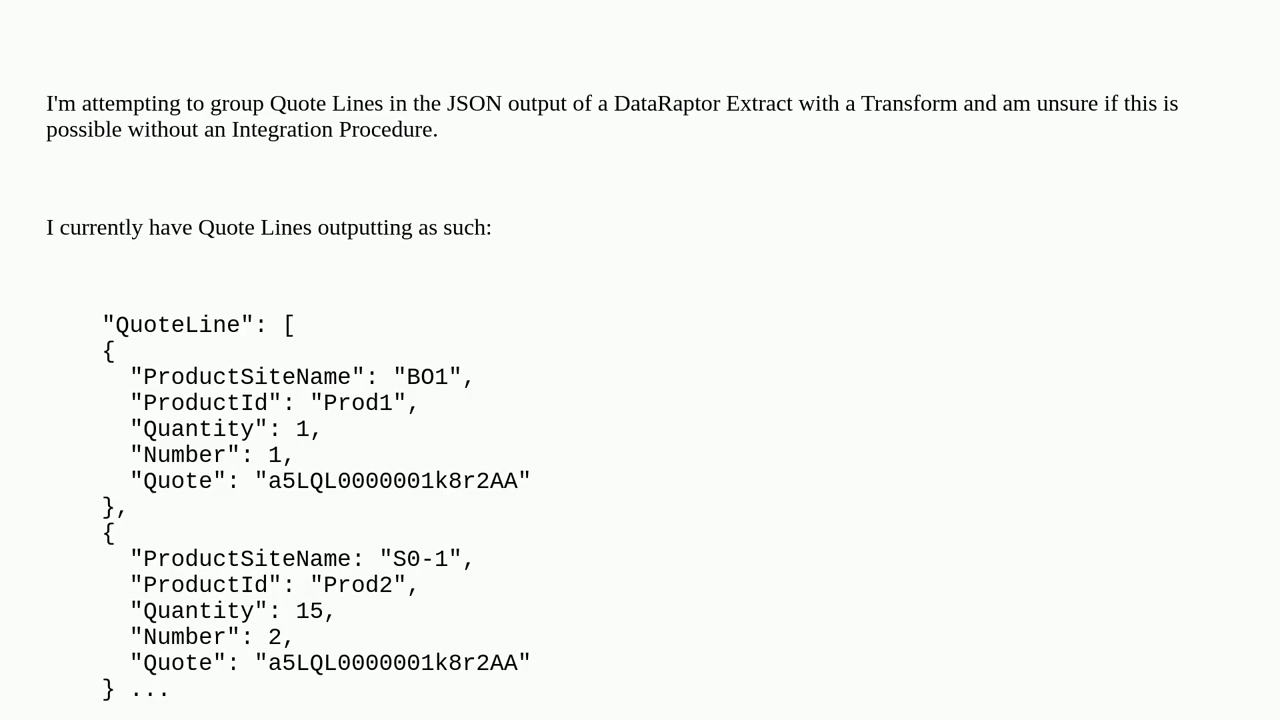 I'm attempting to group Quote Lines in the JSON output of a DataRaptor Extract with a Transform and am unsure if this is
possible without an Integration Procedure.
I currently have Quote Lines outputting as such:
"QuoteLine": [
{
  "ProductSiteName": "BO1",
  "ProductId": "Prod1",
  "Quantity": 1,
  "Number": 1,
  "Quote": "a5LQL0000001k8r2AA"
},
{
  "ProductSiteName: "S0-1",
  "ProductId": "Prod2",
  "Quantity": 15,
  "Number": 2,
  "Quote": "a5LQL0000001k8r2AA"
} ...